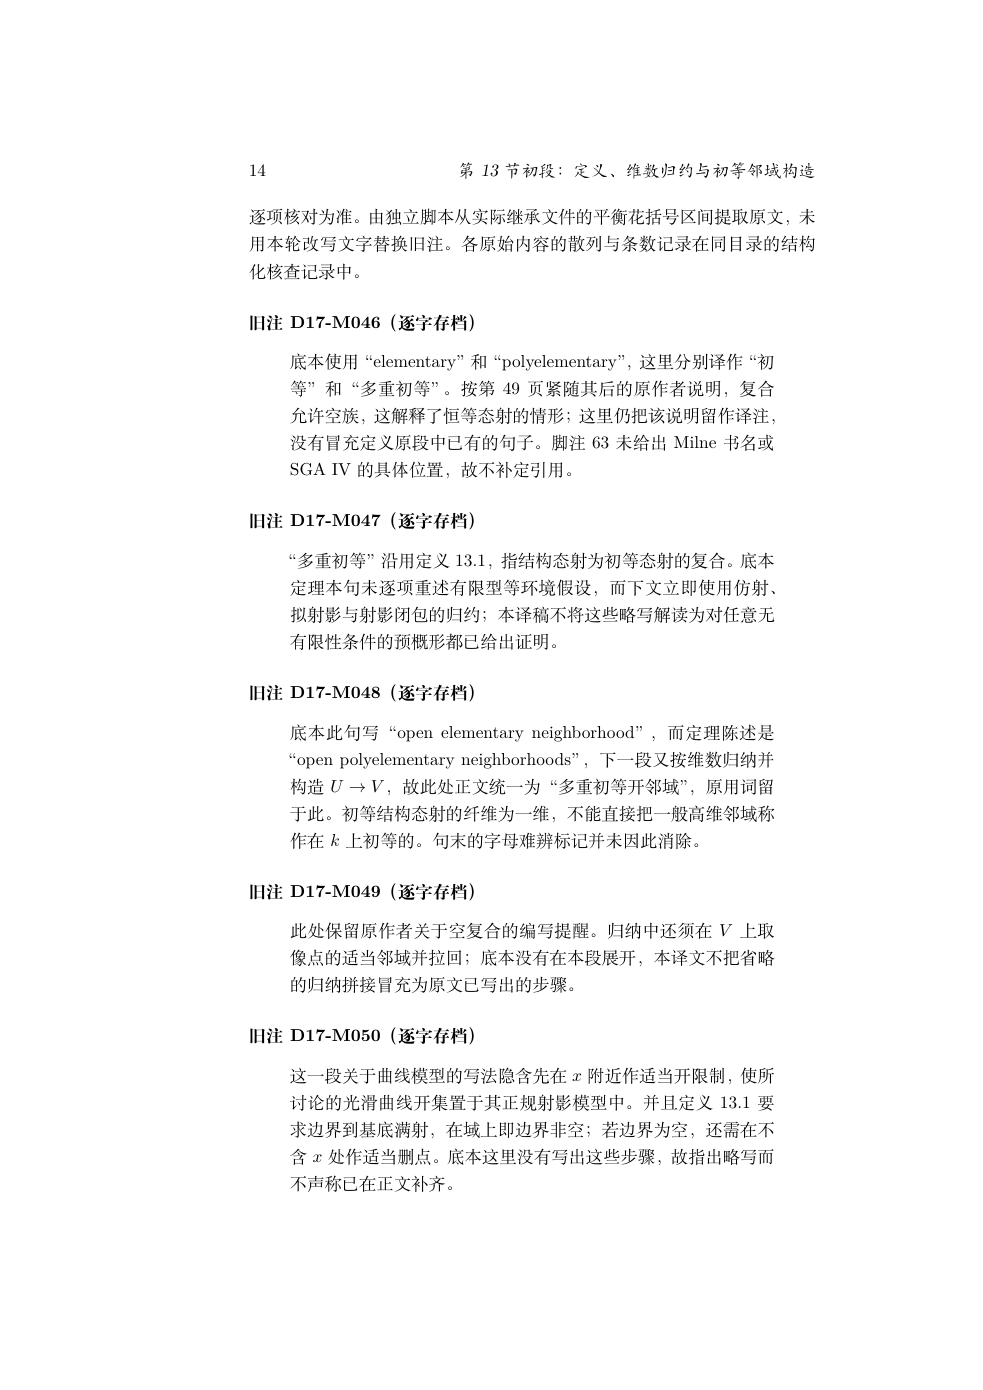 14 第 13 节初段：定义、维数归约与初等邻域构造
逐项核对为准。由独立脚本从实际继承文件的平衡花括号区间提取原文，未
用本轮改写文字替换旧注。各原始内容的散列与条数记录在同目录的结构
化核查记录中。
旧注 D17-M046（逐字存档）
底本使用 “elementary” 和 “polyelementary”, 这里分别译作 “初
等” 和 “多重初等”。按第 49 页紧随其后的原作者说明，复合
允许空族，这解释了恒等态射的情形；这里仍把该说明留作译注，
没有冒充定义原段中已有的句子。脚注 63 未给出 Milne 书名或
SGA IV 的具体位置，故不补定引用。
旧注 D17-M047（逐字存档）
“多重初等” 沿用定义 13.1，指结构态射为初等态射的复合。底本
定理本句未逐项重述有限型等环境假设，而下文立即使用仿射、
拟射影与射影闭包的归约；本译稿不将这些略写解读为对任意无
有限性条件的预概形都已给出证明。
旧注 D17-M048（逐字存档）
底本此句写 “open elementary neighborhood”，而定理陈述是
“open polyelementary neighborhoods”，下一段又按维数归纳并
构造 U → V，故此处正文统一为 “多重初等开邻域”，原用词留
于此。初等结构态射的纤维为一维，不能直接把一般高维邻域称
作在 k 上初等的。句末的字母难辨标记并未因此消除。
旧注 D17-M049（逐字存档）
此处保留原作者关于空复合的编写提醒。归纳中还须在 V 上取
像点的适当邻域并拉回；底本没有在本段展开，本译文不把省略
的归纳拼接冒充为原文已写出的步骤。
旧注 D17-M050（逐字存档）
这一段关于曲线模型的写法隐含先在 x 附近作适当开限制，使所
讨论的光滑曲线开集置于其正规射影模型中。并且定义 13.1 要
求边界到基底满射，在域上即边界非空；若边界为空，还需在不
含 x 处作适当删点。底本这里没有写出这些步骤，故指出略写而
不声称已在正文补齐。